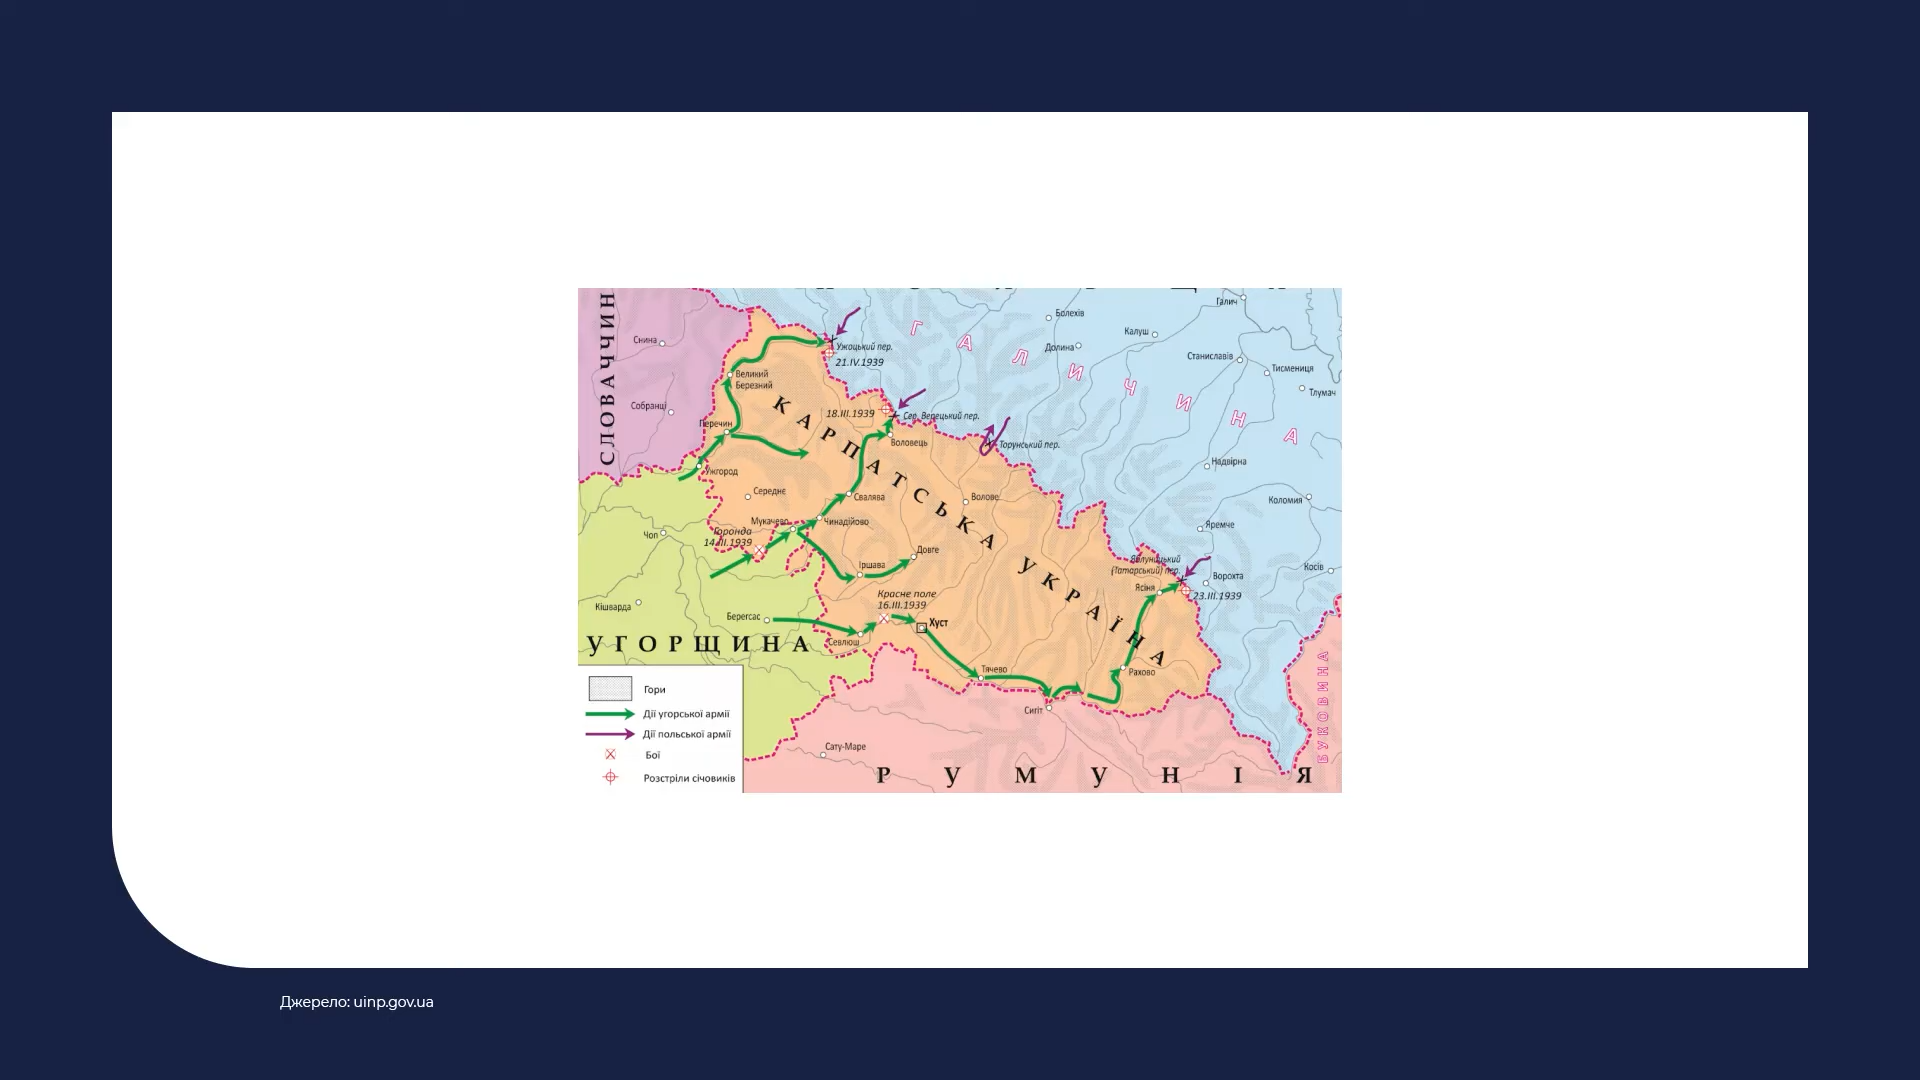 СЛОВАЧЧИН
ГАЛИЧИНА
Галич
Болехів
Калуш
Снина
Долина
Ужоцький пер.
21.IV.1939
Станиславів
Тисмениця
Великий
Березний
Тлумач
Собранці
18.III.1939
Сер. Верецький пер.
КАРПАТСЬКА УКРАЇНА
Перечин
Воловець
Торунський пер.
Ужгород
Надвірна
Середнє
Свалява
Волове
Коломия
Мукачево
Чинадійово
Яремче
Горонда
14.III.1939
Чоп
Довге
Іршава
Яблуницький
(Татарський) пер.
Ворохта
Косів
Ясіня
23.III.1939
Красне поле
16.III.1939
Кішварда
Берегсас
Хуст
Севлюш
УГОРЩИНА
Тячево
Рахово
БУКОВИНА
Сигіт
Сату-Маре
РУМУНІЯ
Гори
Дії угорської армії
Дії польської армії
Бої
Розстріли січовиків
Джерело: uinp.gov.ua